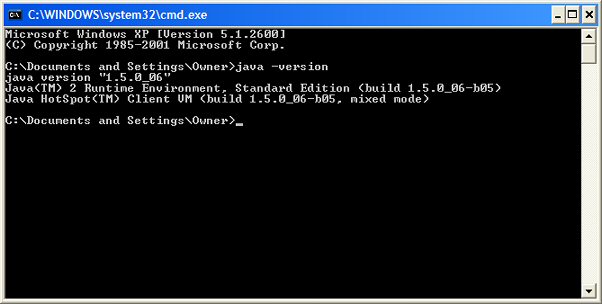 C:\WINDOWS\system32\cmd.exe
Microsoft Windows XP [Version 5.1.2600]
(C) Copyright 1985-2001 Microsoft Corp.
C:\Documents and Settings\Owner>java -version
java version "1.5.0_06"
Java(TM) 2 Runtime Environment, Standard Edition (build 1.5.0_06-b05)
Java HotSpot(TM) Client VM (build 1.5.0_06-b05, mixed mode)
C:\Documents and Settings\Owner>_